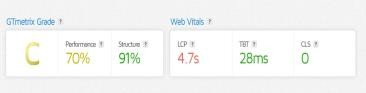 GTmetrix Grade ? Web Vitals ?
C Performance ? Structure ? LCP ? TBT ? CLS ?
70% 91% 4.7s 28ms 0